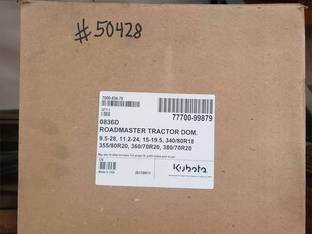 #50428
77700-99879
0836D
ROADMASTER TRACTOR DOM.
9.5-28, 11.2-24, 15-19.5, 340/80R18
355/80R20, 360/70R20, 380/70R20
Kubota